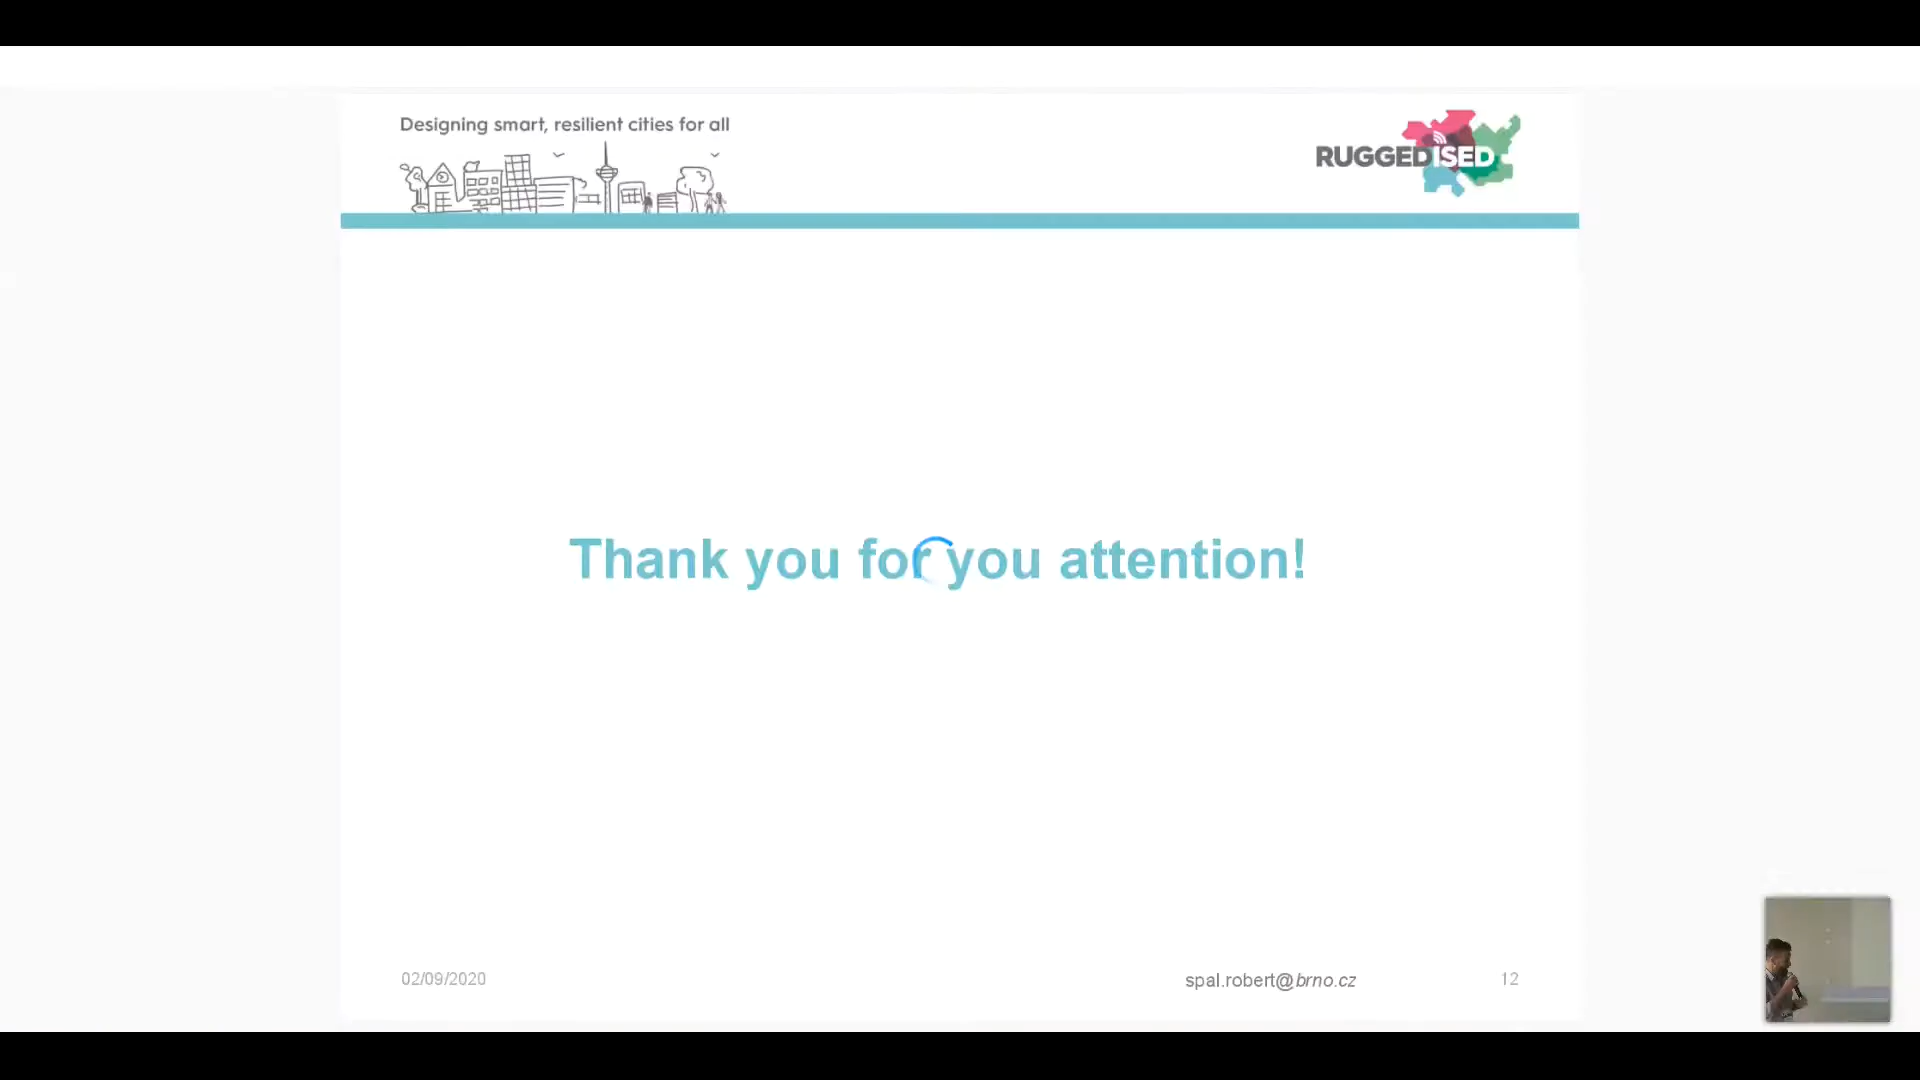 Designing smart, resilient cities for all
RUGGEDISED
Thank you for you attention!
02/09/2020
spal.robert@brno.cz
12